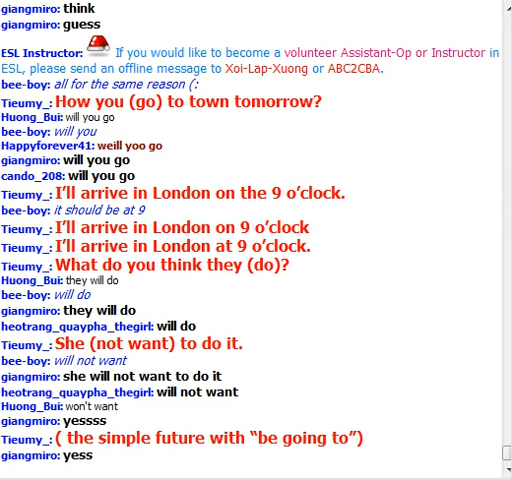 giangmiro: think
giangmiro: guess
ESL Instructor: If you would like to become a volunteer Assistant-Op or Instructor in
ESL, please send an offline message to Xoi-Lap-Xuong or ABC2CBA.
bee-boy: all for the same reason (:
Tieumy_: How you (go) to town tomorrow?
Huong_Bui: will you go
bee-boy: will you
Happyforever41: weill yoo go
giangmiro: will you go
cando_208: will you go
Tieumy_: I’ll arrive in London on the 9 o’clock.
bee-boy: it should be at 9
Tieumy_: I’ll arrive in London on 9 o’clock
Tieumy_: I’ll arrive in London at 9 o’clock.
Tieumy_: What do you think they (do)?
Huong_Bui: they will do
bee-boy: will do
giangmiro: they will do
heotrang_quaypha_thegirl: will do
Tieumy_: She (not want) to do it.
bee-boy: will not want
giangmiro: she will not want to do it
heotrang_quaypha_thegirl: will not want
Huong_Bui: won't want
giangmiro: yessss
Tieumy_: ( the simple future with “be going to”)
giangmiro: yess